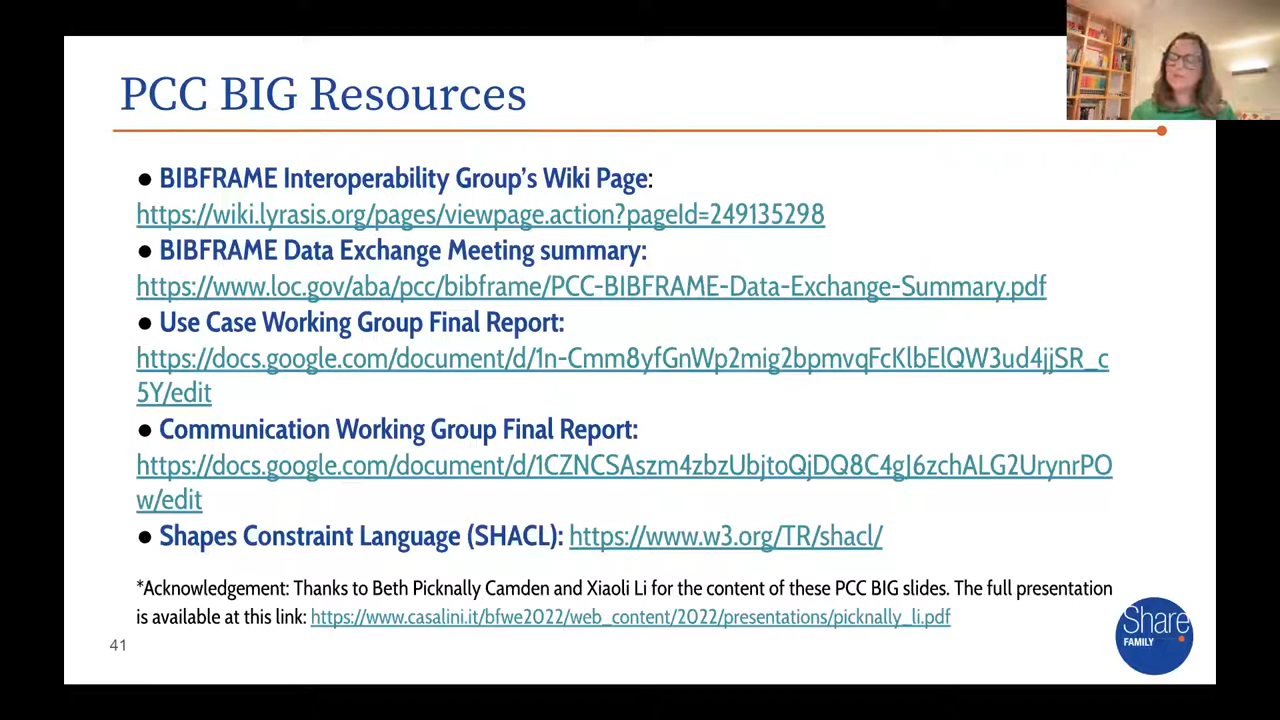 PCC BIG Resources
● BIBFRAME Interoperability Group's Wiki Page:
https://wiki.lyrasis.org/pages/viewpage.action?pageId=249135298
● BIBFRAME Data Exchange Meeting summary:
https://www.loc.gov/aba/pcc/bibframe/PCC-BIBFRAME-Data-Exchange-Summary.pdf
● Use Case Working Group Final Report:
https://docs.google.com/document/d/1n-Cmm8yfGnWp2mig2bpmvqFcKlbElQW3ud4jjSR_c
5Y/edit
● Communication Working Group Final Report:
https://docs.google.com/document/d/1CZNCSAszm4zbzUbjtoQjDQ8C4gJ6zchALG2UrynrPO
w/edit
● Shapes Constraint Language (SHACL): https://www.w3.org/TR/shacl/
*Acknowledgement: Thanks to Beth Picknally Camden and Xiaoli Li for the content of these PCC BIG slides. The full presentation
is available at this link: https://www.casalini.it/bfwe2022/web_content/2022/presentations/picknally_li.pdf
41
Share
FAMILY